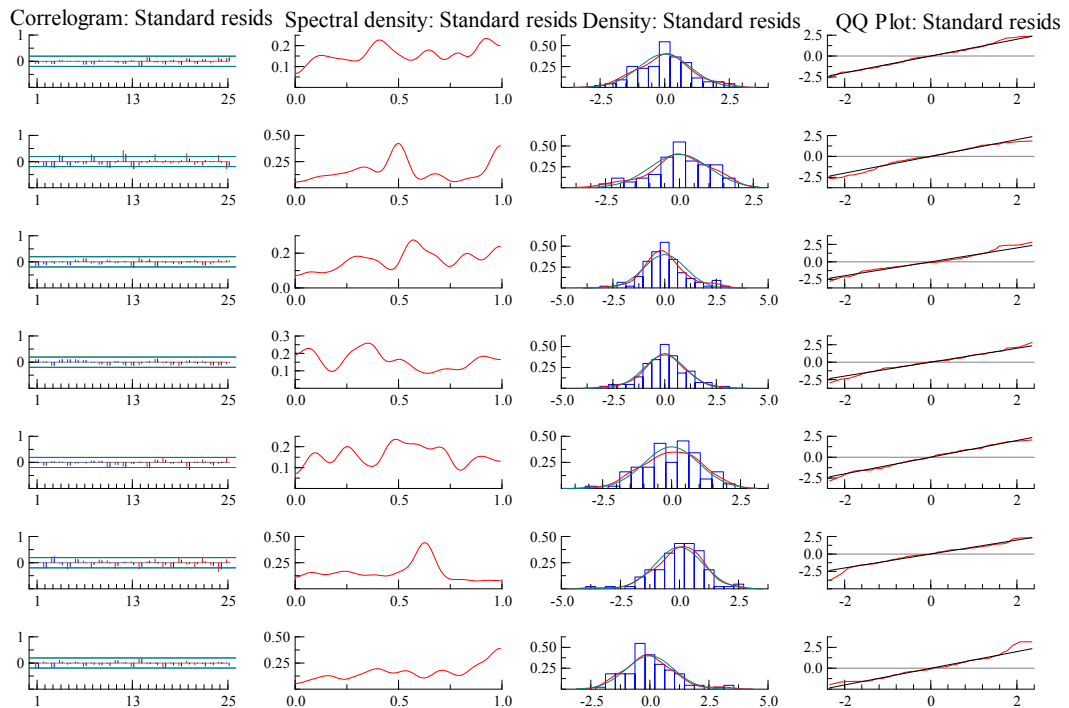 Correlogram: Standard resids Spectral density: Standard resids Density: Standard resids QQ Plot: Standard resids
1 0.2 0.50 2.5
0 0.1 0.25 0.0
1 13 25 0.0 0.5 1.0 -2.5 0.0 2.5 -2 0 2
1 0.50 0.50 2.5
0 0.25 0.25 0.0
-2.5
1 13 25 0.0 0.5 1.0 -2.5 0.0 2.5 -2 0 2
1 0.2 0.50 2.5
0 0.1 0.25 0.0
0.0 -2.5
1 13 25 0.0 0.5 1.0 -5.0 -2.5 0.0 2.5 5.0 -2 0 2
1 0.3 0.50 2.5
0 0.2 0.25 0.0
0.1 -2.5
1 13 25 0.0 0.5 1.0 -5.0 -2.5 0.0 2.5 5.0 -2 0 2
1 0.2 0.50 2.5
0 0.1 0.25 0.0
-2.5
1 13 25 0.0 0.5 1.0 -2.5 0.0 2.5 -2 0 2
1 0.50 0.50 2.5
0 0.25 0.25 0.0
-2.5
1 13 25 0.0 0.5 1.0 -5.0 -2.5 0.0 2.5 -2 0 2
1 0.50 0.50 2.5
0 0.25 0.25 0.0
1 13 25 0.0 0.5 1.0 -2.5 0.0 2.5 5.0 -2 0 2